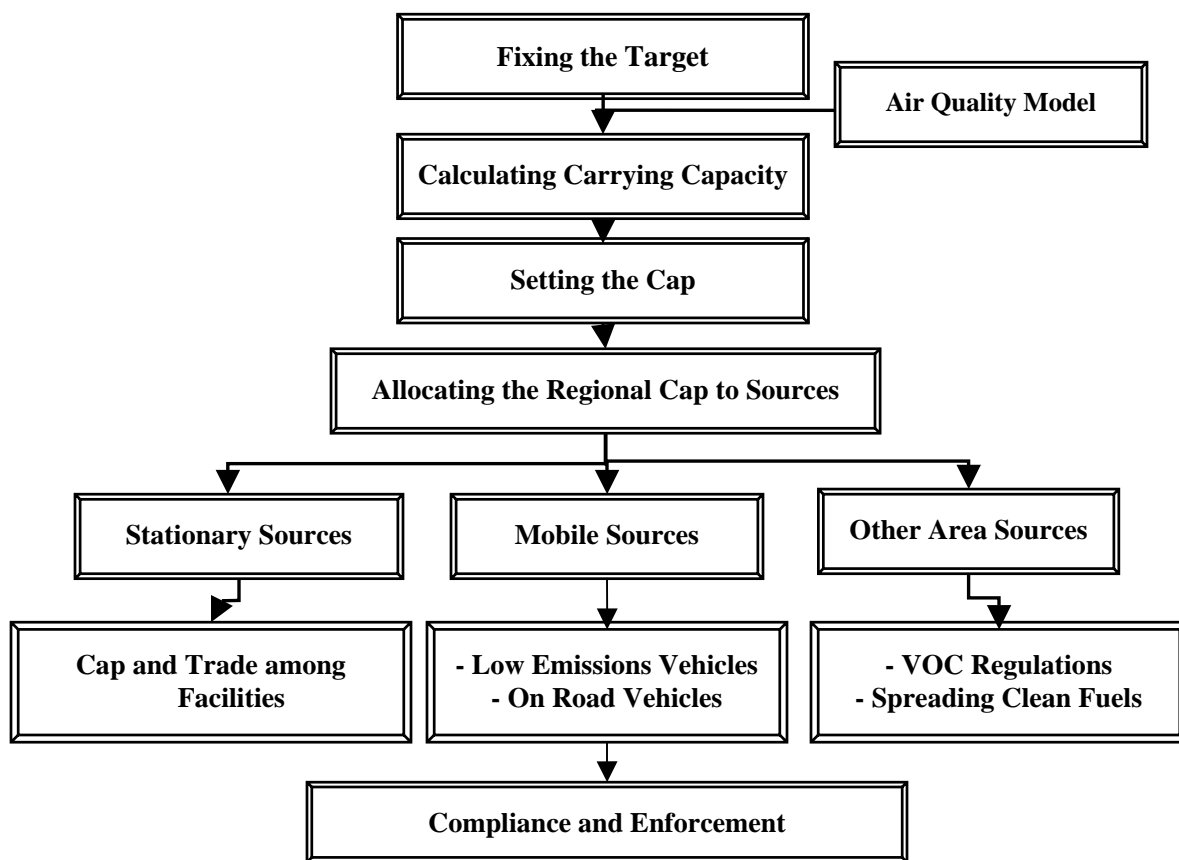 Fixing the Target
Air Quality Model
Calculating Carrying Capacity
Setting the Cap
Allocating the Regional Cap to Sources
Stationary Sources
Mobile Sources
Other Area Sources
Cap and Trade among
Facilities
- Low Emissions Vehicles
- On Road Vehicles
- VOC Regulations
- Spreading Clean Fuels
Compliance and Enforcement